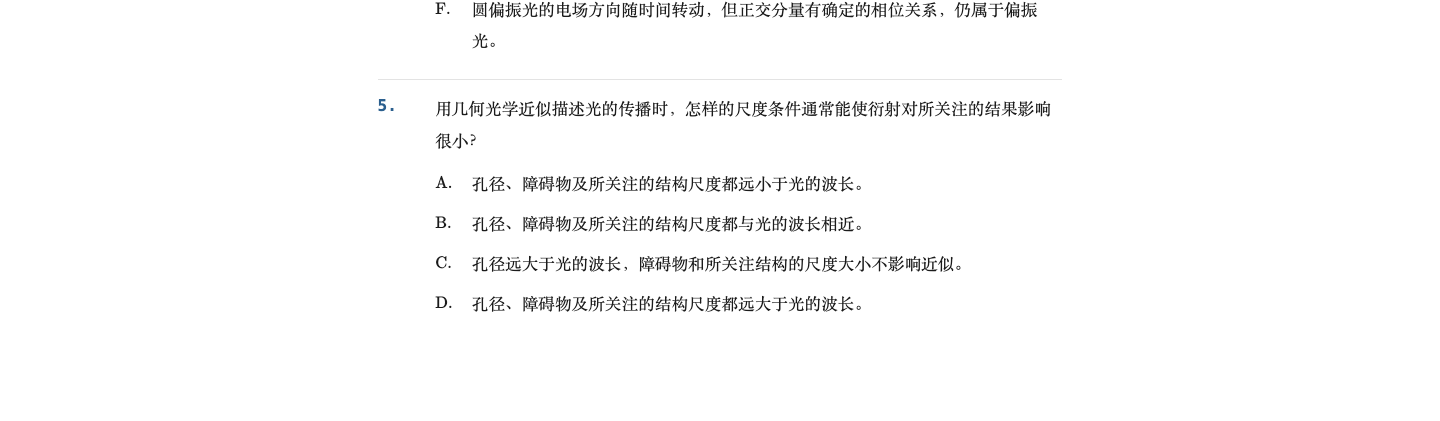 F. 圆偏振光的电场方向随时间转动，但正交分量有确定的相位关系，仍属于偏振
光。
5. 用几何光学近似描述光的传播时，怎样的尺度条件通常能使衍射对所关注的结果影响
很小？
A. 孔径、障碍物及所关注的结构尺度都远小于光的波长。
B. 孔径、障碍物及所关注的结构尺度都与光的波长相近。
C. 孔径远大于光的波长，障碍物和所关注结构的尺度大小不影响近似。
D. 孔径、障碍物及所关注的结构尺度都远大于光的波长。